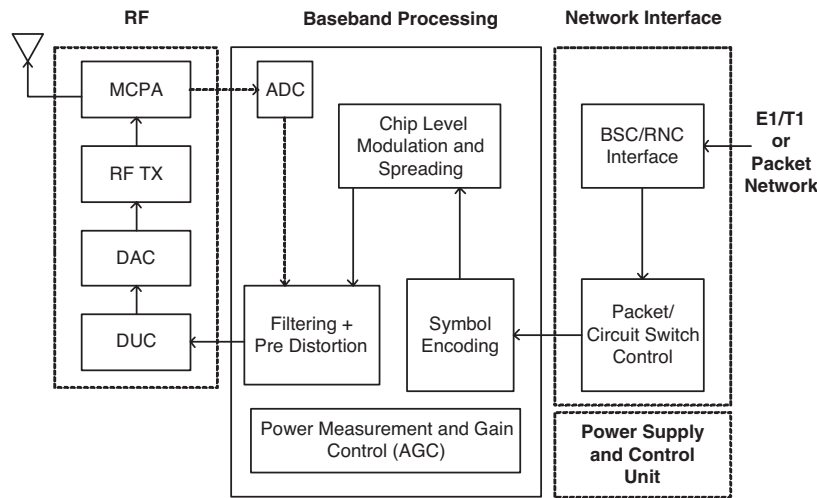 RF
Baseband Processing
Network Interface
MCPA
ADC
Chip Level
Modulation and
Spreading
BSC/RNC
Interface
E1/T1
or
Packet
Network
RF TX
DAC
DUC
Filtering +
Pre Distortion
Symbol
Encoding
Packet/
Circuit Switch
Control
Power Measurement and Gain
Control (AGC)
Power Supply
and Control
Unit